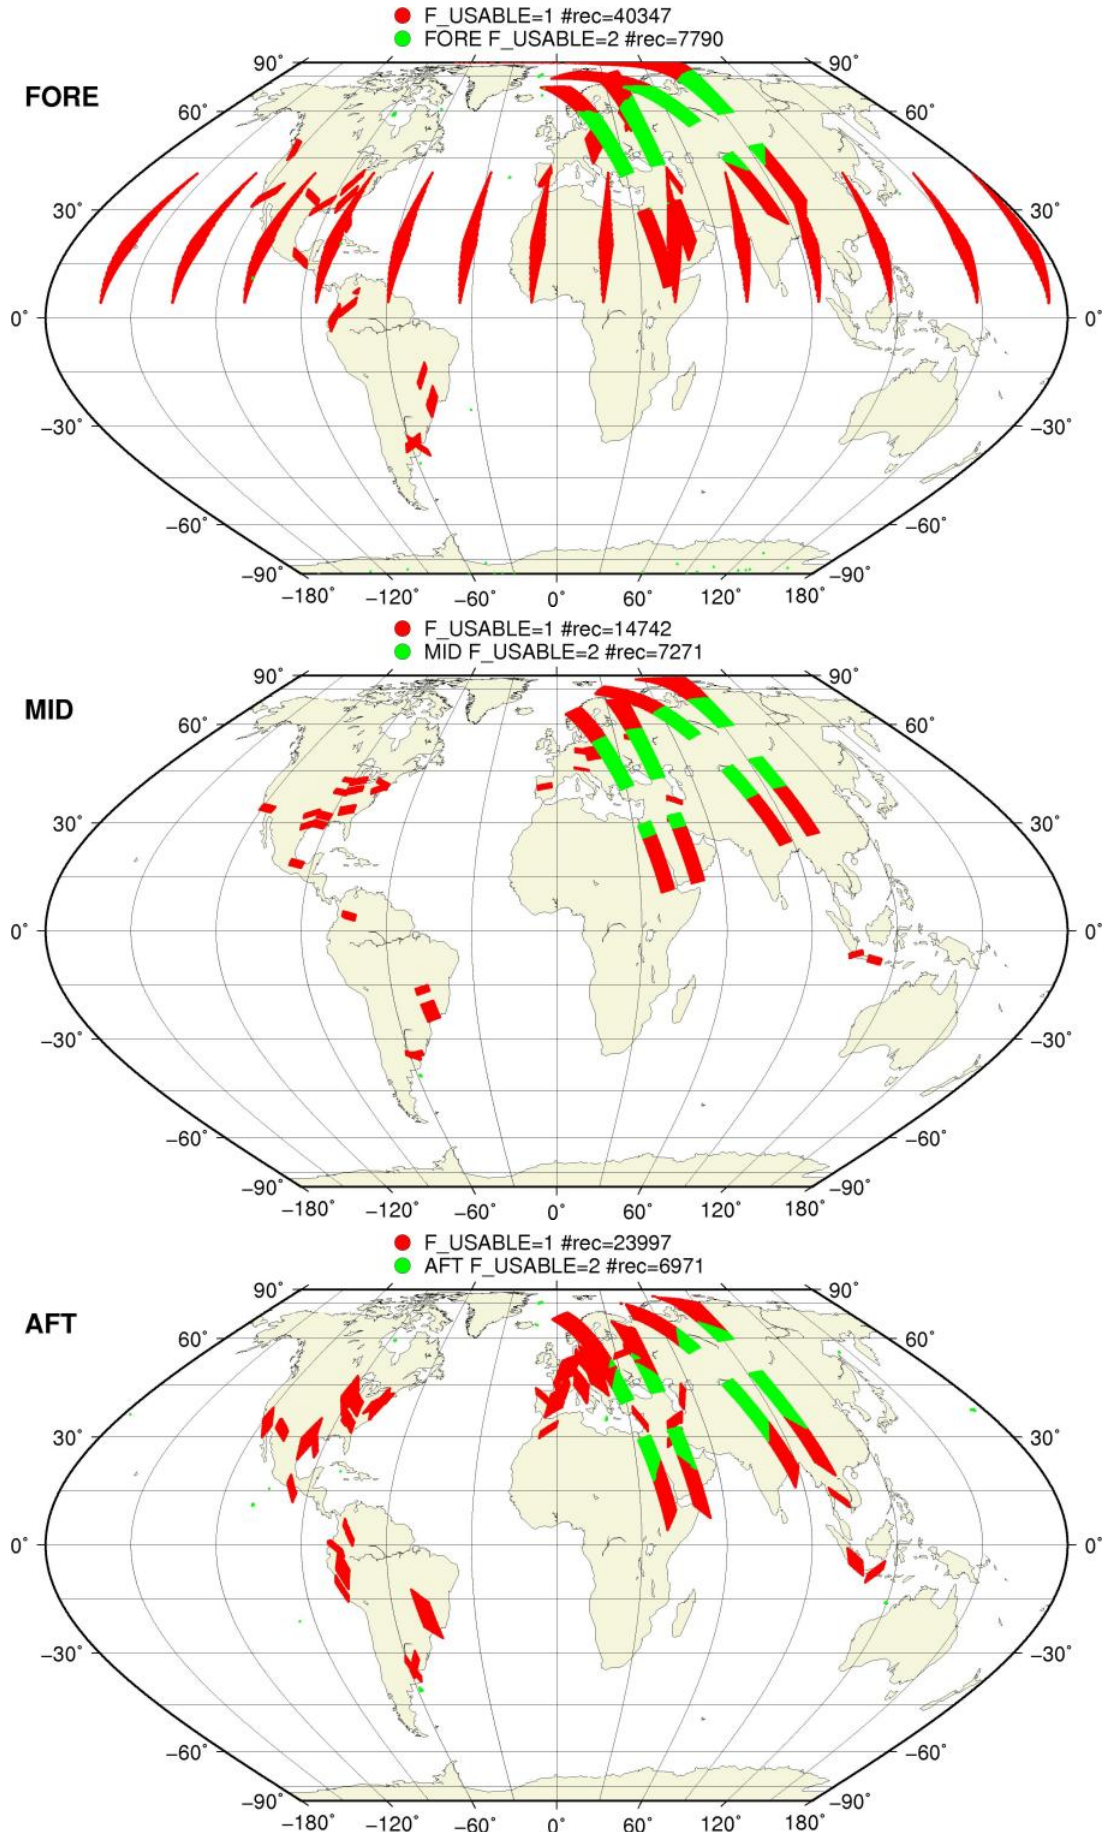 F_USABLE=1 #rec=40347
FORE F_USABLE=2 #rec=7790
FORE
90° 90°
60° 60°
30° 30°
0° 0°
−30° −30°
−60° −60°
−90° −90°
−180° −120° −60° 0° 60° 120° 180°
F_USABLE=1 #rec=14742
MID F_USABLE=2 #rec=7271
MID
90° 90°
60° 60°
30° 30°
0° 0°
−30° −30°
−60° −60°
−90° −90°
−180° −120° −60° 0° 60° 120° 180°
F_USABLE=1 #rec=23997
AFT F_USABLE=2 #rec=6971
AFT
90° 90°
60° 60°
30° 30°
0° 0°
−30° −30°
−60° −60°
−90° −90°
−180° −120° −60° 0° 60° 120° 180°